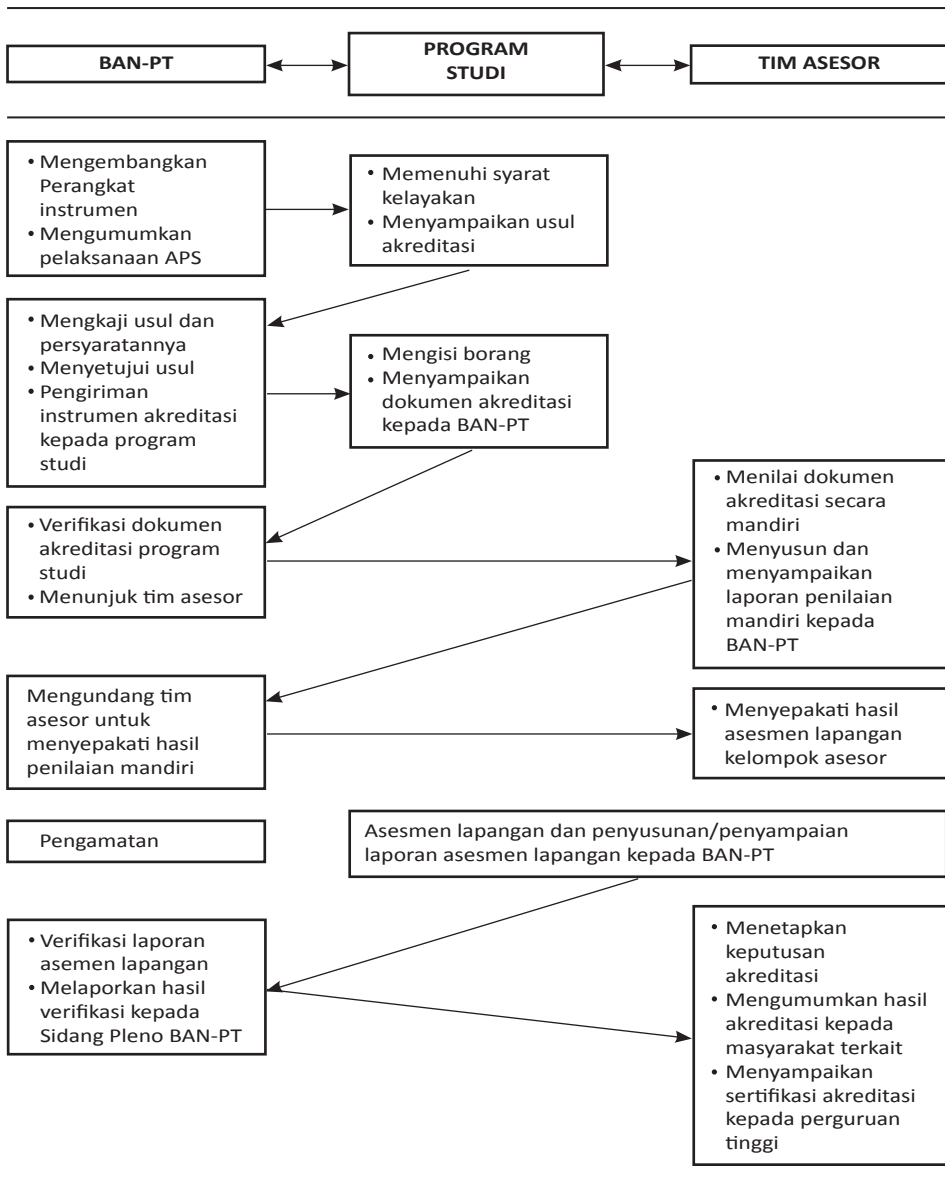 BAN-PT
PROGRAM
STUDI
TIM ASESOR
• Mengembangkan
Perangkat
instrumen
• Mengumumkan
pelaksanaan APS
• Memenuhi syarat
kelayakan
• Menyampaikan usul
akreditasi
• Mengkaji usul dan
persyaratannya
• Menyetujui usul
• Pengiriman
instrumen akreditasi
kepada program
studi
• Mengisi borang
• Menyampaikan
dokumen akreditasi
kepada BAN-PT
• Verifikasi dokumen
akreditasi program
studi
• Menunjuk tim asesor
• Menilai dokumen
akreditasi secara
mandiri
• Menyusun dan
menyampaikan
laporan penilaian
mandiri kepada
BAN-PT
Mengundang tim
asesor untuk
menyepakati hasil
penilaian mandiri
• Menyepakati hasil
asesmen lapangan
kelompok asesor
Pengamatan
Asesmen lapangan dan penyusunan/penyampaian
laporan asesmen lapangan kepada BAN-PT
• Verifikasi laporan
asemen lapangan
• Melaporkan hasil
verifikasi kepada
Sidang Pleno BAN-PT
• Menetapkan
keputusan
akreditasi
• Mengumumkan hasil
akreditasi kepada
masyarakat terkait
• Menyampaikan
sertifikasi akreditasi
kepada perguruan
tinggi